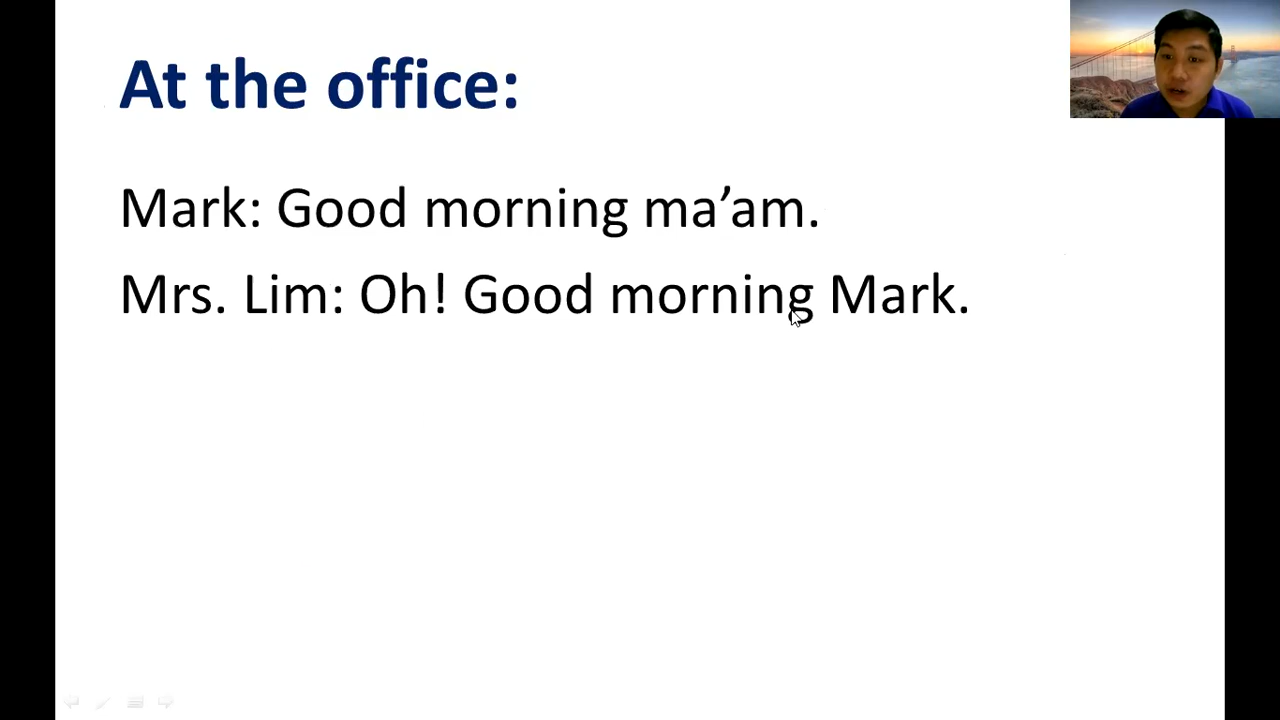 At the office:
Mark: Good morning ma’am.
Mrs. Lim: Oh! Good morning Mark.